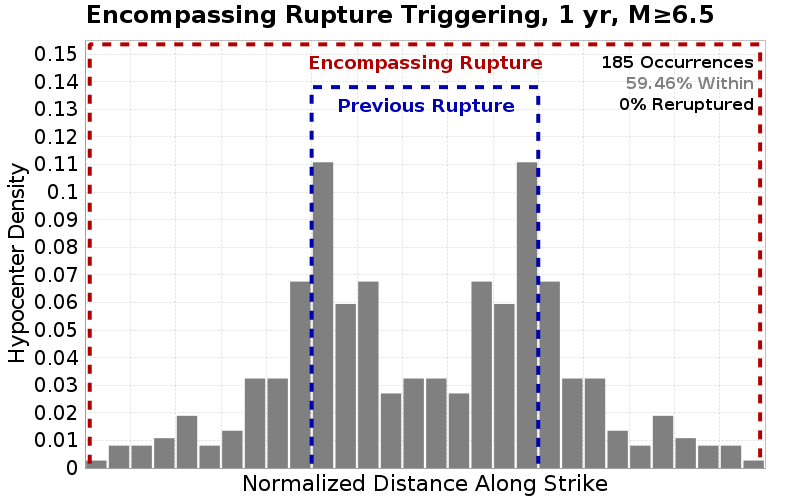 Encompassing Rupture Triggering, 1 yr, M≥6.5
Encompassing Rupture
Previous Rupture
185 Occurrences
59.46% Within
0% Reruptured
Hypocenter Density
0.15
0.14
0.13
0.12
0.11
0.1
0.09
0.08
0.07
0.06
0.05
0.04
0.03
0.02
0.01
0
Normalized Distance Along Strike